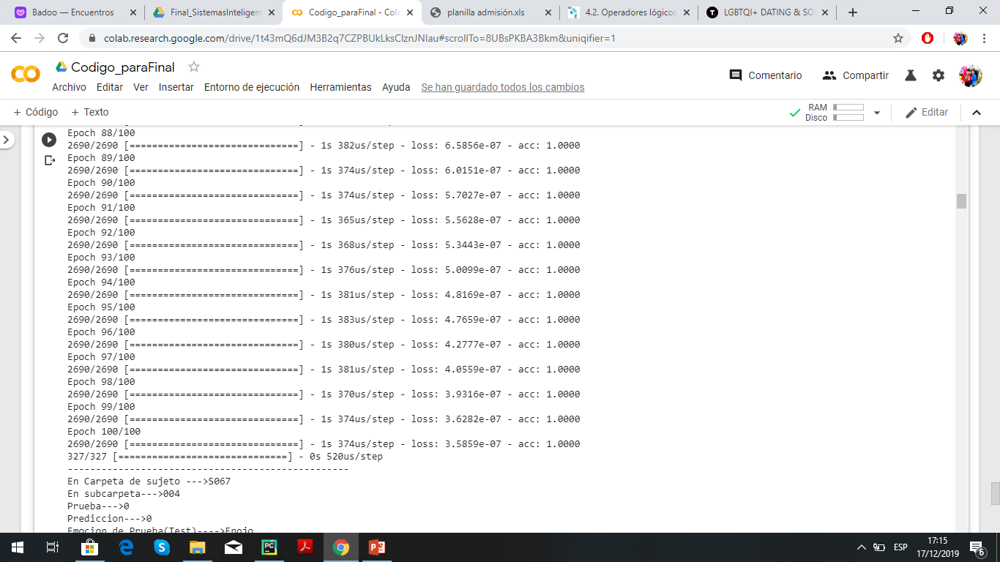 Badoo — Encuentros
Final_SistemasInteligent
Codigo_paraFinal - Cola
planilla admisión.xls
4.2. Operadores lógicos
LGBTQI+ DATING & SO
colab.research.google.com/drive/1t43mQ6dJM3B2q7CZPBUkLksCIznJNIau#scrollTo=8UBsPKBA3Bkm&uniqifier=1
Codigo_paraFinal
Comentario
Compartir
Archivo Editar Ver Insertar Entorno de ejecución Herramientas Ayuda Se han guardado todos los cambios
+ Código + Texto
RAM
Disco
Editar
Epoch 88/100
2690/2690 [==============================] - 1s 382us/step - loss: 6.5856e-07 - acc: 1.0000
Epoch 89/100
2690/2690 [==============================] - 1s 374us/step - loss: 6.0151e-07 - acc: 1.0000
Epoch 90/100
2690/2690 [==============================] - 1s 374us/step - loss: 5.7027e-07 - acc: 1.0000
Epoch 91/100
2690/2690 [==============================] - 1s 365us/step - loss: 5.5628e-07 - acc: 1.0000
Epoch 92/100
2690/2690 [==============================] - 1s 368us/step - loss: 5.3443e-07 - acc: 1.0000
Epoch 93/100
2690/2690 [==============================] - 1s 376us/step - loss: 5.0099e-07 - acc: 1.0000
Epoch 94/100
2690/2690 [==============================] - 1s 381us/step - loss: 4.8169e-07 - acc: 1.0000
Epoch 95/100
2690/2690 [==============================] - 1s 383us/step - loss: 4.7659e-07 - acc: 1.0000
Epoch 96/100
2690/2690 [==============================] - 1s 380us/step - loss: 4.2777e-07 - acc: 1.0000
Epoch 97/100
2690/2690 [==============================] - 1s 381us/step - loss: 4.0559e-07 - acc: 1.0000
Epoch 98/100
2690/2690 [==============================] - 1s 370us/step - loss: 3.9316e-07 - acc: 1.0000
Epoch 99/100
2690/2690 [==============================] - 1s 374us/step - loss: 3.6282e-07 - acc: 1.0000
Epoch 100/100
2690/2690 [==============================] - 1s 374us/step - loss: 3.5859e-07 - acc: 1.0000
327/327 [==============================] - 0s 520us/step
--------------------------------------------------
En Carpeta de sujeto --->S067
En subcarpeta--->004
Prueba--->0
Prediccion--->0
Emocion de Prueba(Test)---->Enojo
ESP
17:15
17/12/2019
6